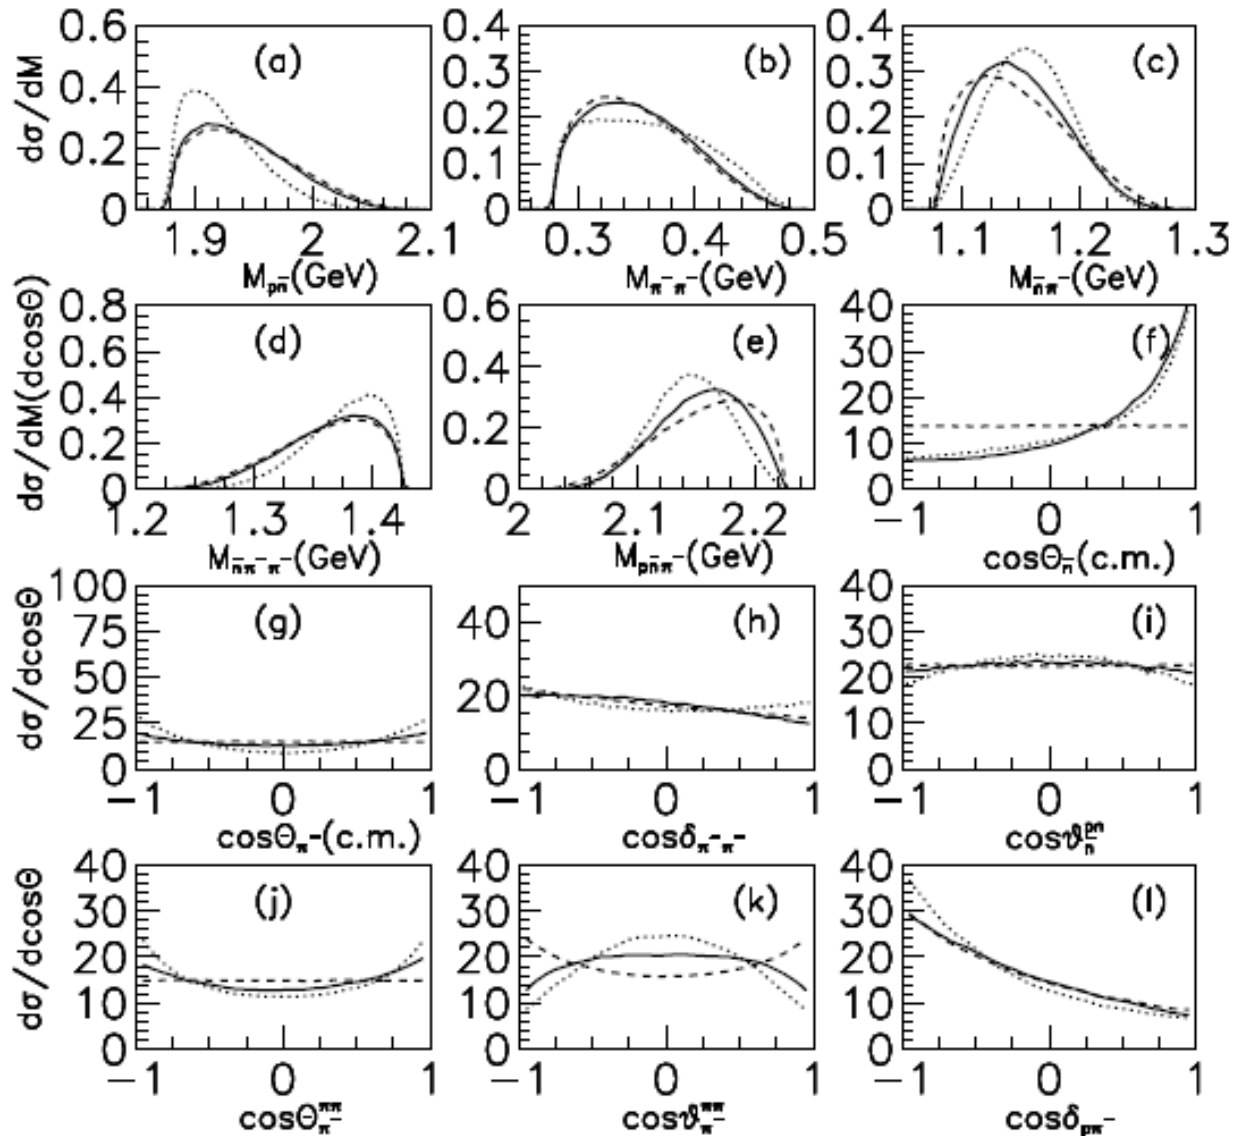 dσ/dM
0.6 0.4 0.2 0
(a)
1.9 2 2.1
M_{pn̄}(GeV)
0.4 0.3 0.2 0.1 0
(b)
0.3 0.4 0.5
M_{π⁻π⁻}(GeV)
0.4 0.3 0.2 0.1 0
(c)
1.1 1.2 1.3
M_{n̄π⁻}(GeV)
dσ/dM(dcosΘ)
0.8 0.6 0.4 0.2 0
(d)
1.2 1.3 1.4
M_{n̄π⁻π⁻}(GeV)
0.6 0.4 0.2 0
(e)
2 2.1 2.2
M_{pn̄π⁻}(GeV)
40 30 20 10 0
(f)
−1 0 1
cosΘ_{n̄}(c.m.)
dσ/dcosΘ
100 75 50 25 0
(g)
−1 0 1
cosΘ_{π⁻}(c.m.)
40 20 0
(h)
−1 0 1
cosδ_{π⁻π⁻}
40 30 20 10 0
(i)
−1 0 1
cosϑ_{n̄}^{pn̄}
dσ/dcosΘ
40 30 20 10 0
(j)
−1 0 1
cosΘ_{π⁻}^{ππ}
40 30 20 10 0
(k)
−1 0 1
cosϑ_{π⁻}^{ππ}
40 30 20 10 0
(l)
−1 0 1
cosδ_{pπ⁻}